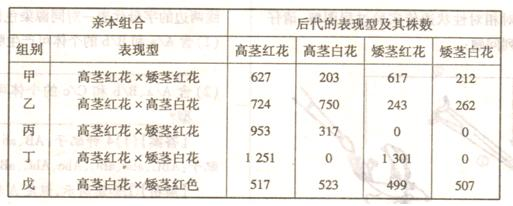 亲本组合 后代的表现型及其株数
组别 表现型 高茎红花 高茎白花 矮茎红花 矮茎白花
甲 高茎红花×矮茎红花 627 203 617 212
乙 高茎红花×高茎白花 724 750 243 262
丙 高茎红花×矮茎红花 953 317 0 0
丁 高茎红花×矮茎白花 1 251 0 1 301 0
戊 高茎白花×矮茎红色 517 523 499 507